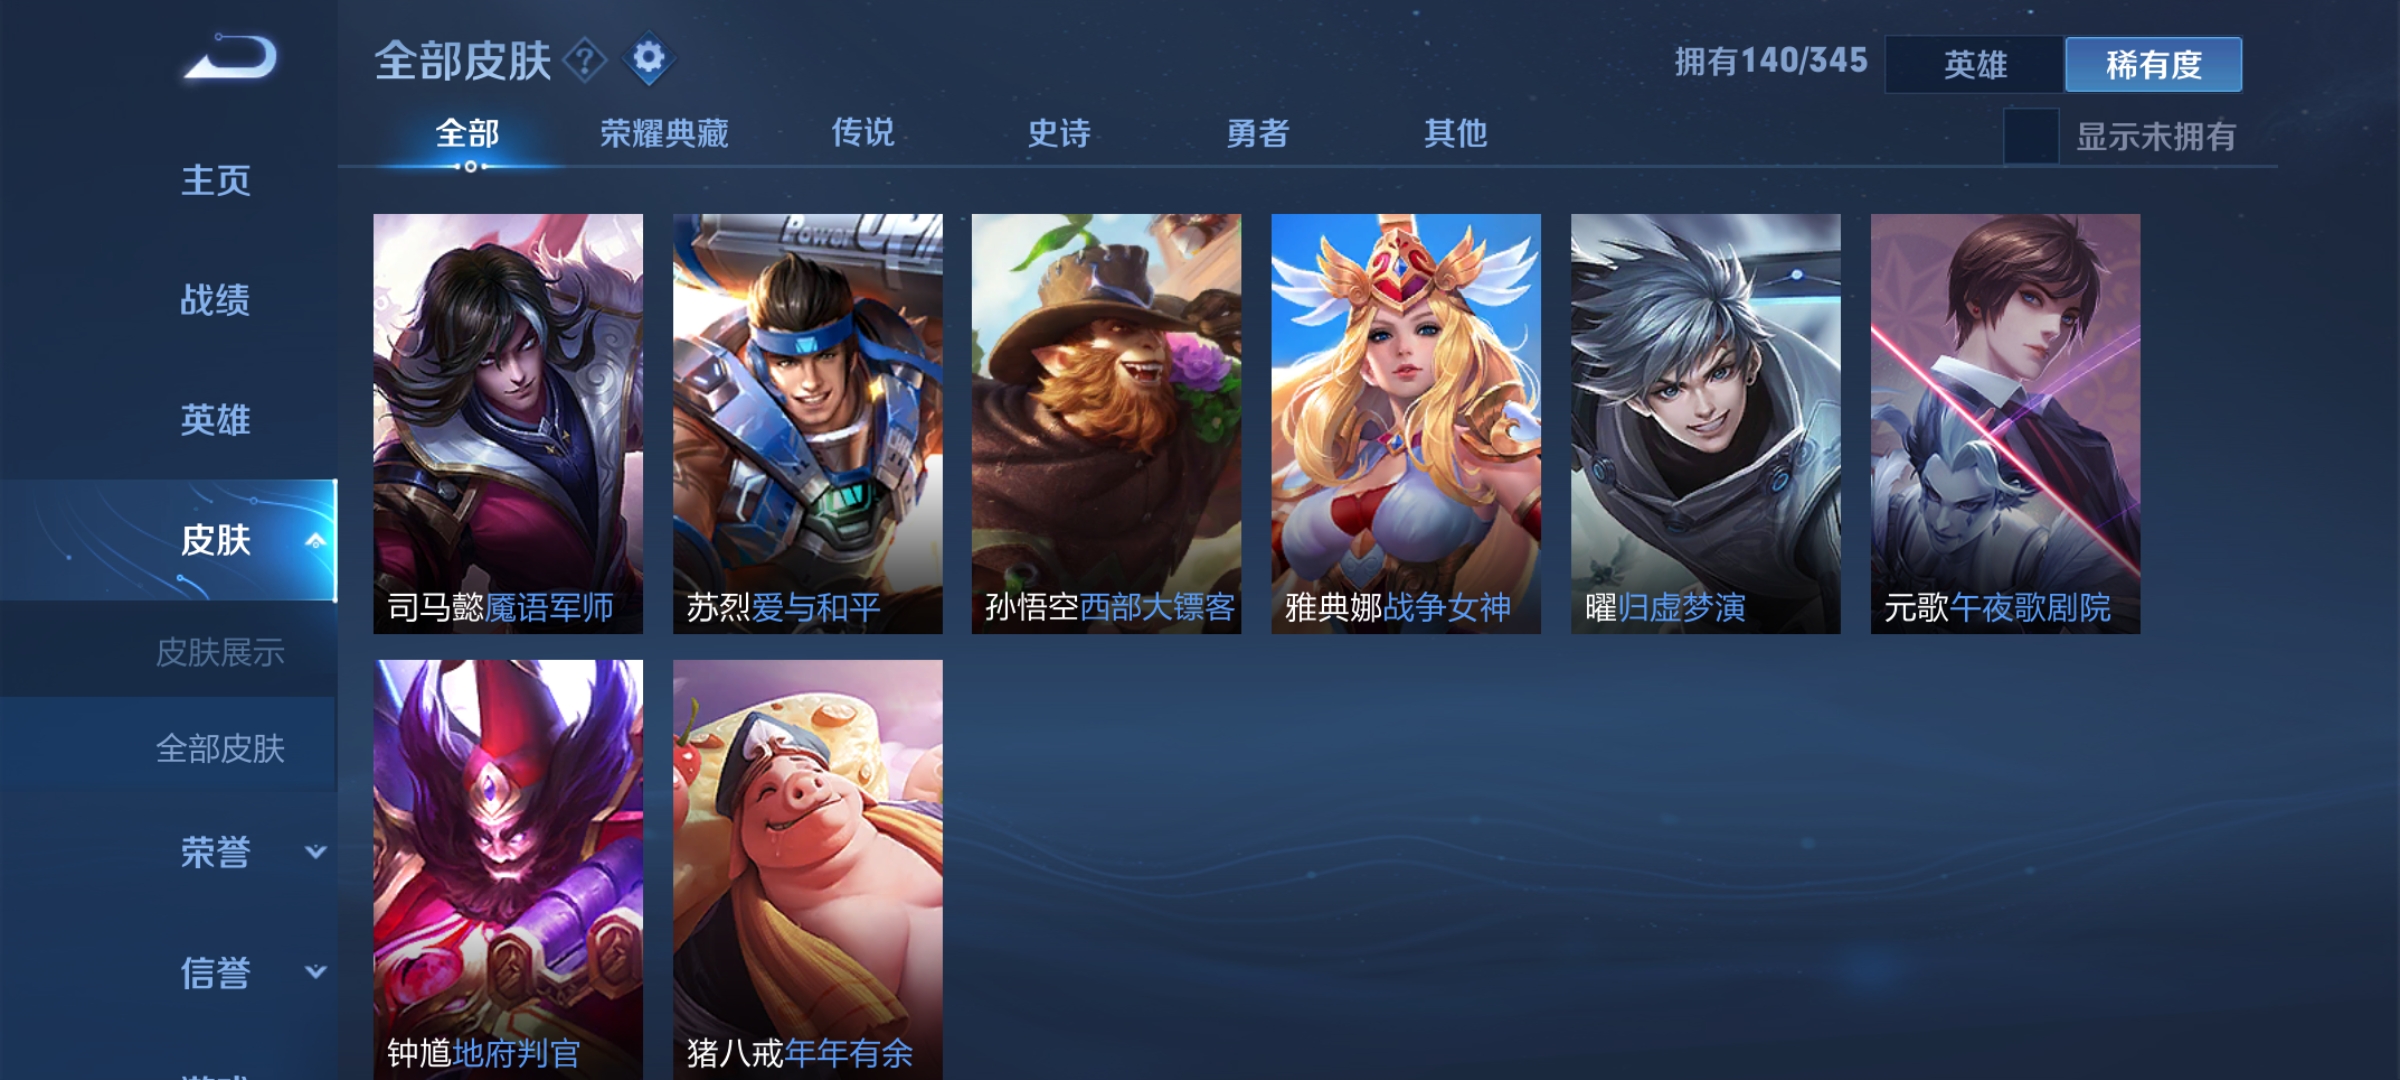 全部皮肤 ?
拥有140/345 英雄 稀有度
全部 荣耀典藏 传说 史诗 勇者 其他 显示未拥有
主页
战绩
英雄
皮肤
皮肤展示
全部皮肤
荣誉
信誉
Power UP
司马懿魇语军师
苏烈爱与和平
孙悟空西部大镖客
雅典娜战争女神
曜归虚梦演
元歌午夜歌剧院
钟馗地府判官
猪八戒年年有余